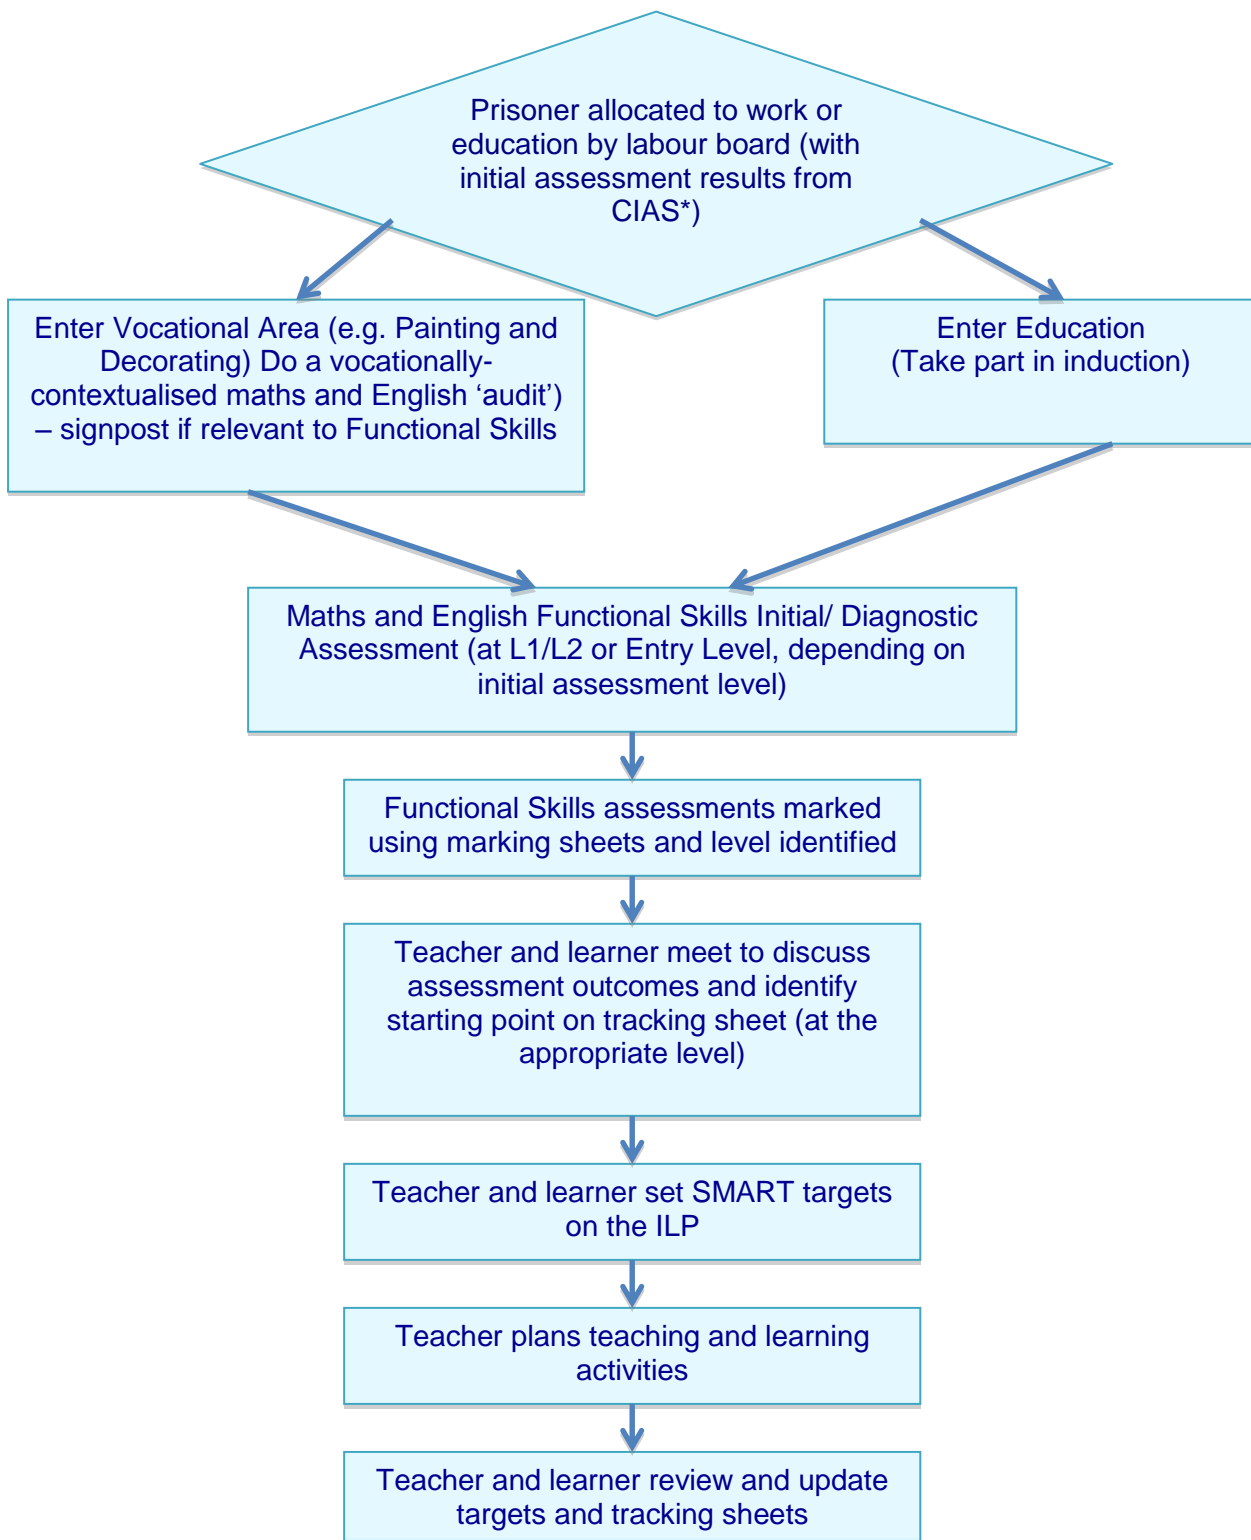 Prisoner allocated to work or
education by labour board (with
initial assessment results from
CIAS*)
Enter Vocational Area (e.g. Painting and
Decorating) Do a vocationally-
contextualised maths and English ‘audit’)
– signpost if relevant to Functional Skills
Enter Education
(Take part in induction)
Maths and English Functional Skills Initial/ Diagnostic
Assessment (at L1/L2 or Entry Level, depending on
initial assessment level)
Functional Skills assessments marked
using marking sheets and level identified
Teacher and learner meet to discuss
assessment outcomes and identify
starting point on tracking sheet (at the
appropriate level)
Teacher and learner set SMART targets
on the ILP
Teacher plans teaching and learning
activities
Teacher and learner review and update
targets and tracking sheets